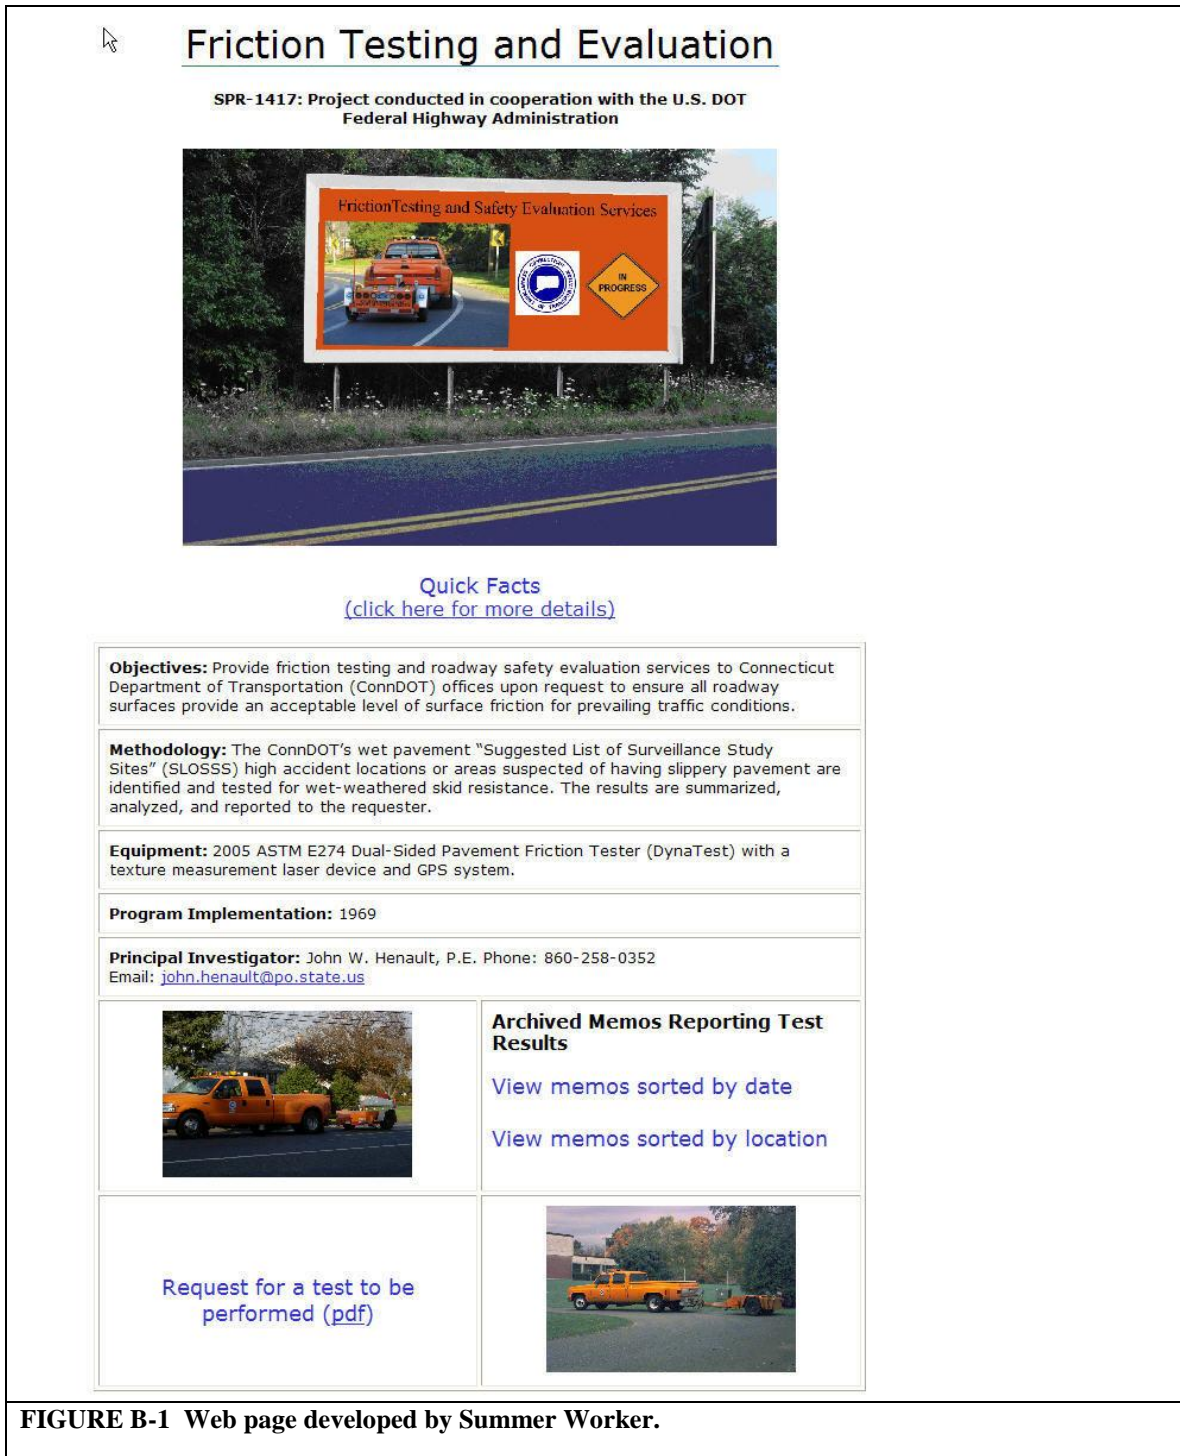 Friction Testing and Evaluation
SPR-1417: Project conducted in cooperation with the U.S. DOT
Federal Highway Administration
FrictionTesting and Safety Evaluation Services
CONNECTICUT
DEPARTMENT OF TRANSPORTATION
IN
PROGRESS
Quick Facts
(click here for more details)
Objectives: Provide friction testing and roadway safety evaluation services to Connecticut
Department of Transportation (ConnDOT) offices upon request to ensure all roadway
surfaces provide an acceptable level of surface friction for prevailing traffic conditions.
Methodology: The ConnDOT's wet pavement “Suggested List of Surveillance Study
Sites” (SLOSSS) high accident locations or areas suspected of having slippery pavement are
identified and tested for wet-weathered skid resistance. The results are summarized,
analyzed, and reported to the requester.
Equipment: 2005 ASTM E274 Dual-Sided Pavement Friction Tester (DynaTest) with a
texture measurement laser device and GPS system.
Program Implementation: 1969
Principal Investigator: John W. Henault, P.E. Phone: 860-258-0352
Email: john.henault@po.state.us
Archived Memos Reporting Test
Results
View memos sorted by date
View memos sorted by location
Request for a test to be
performed (pdf)
FIGURE B-1 Web page developed by Summer Worker.